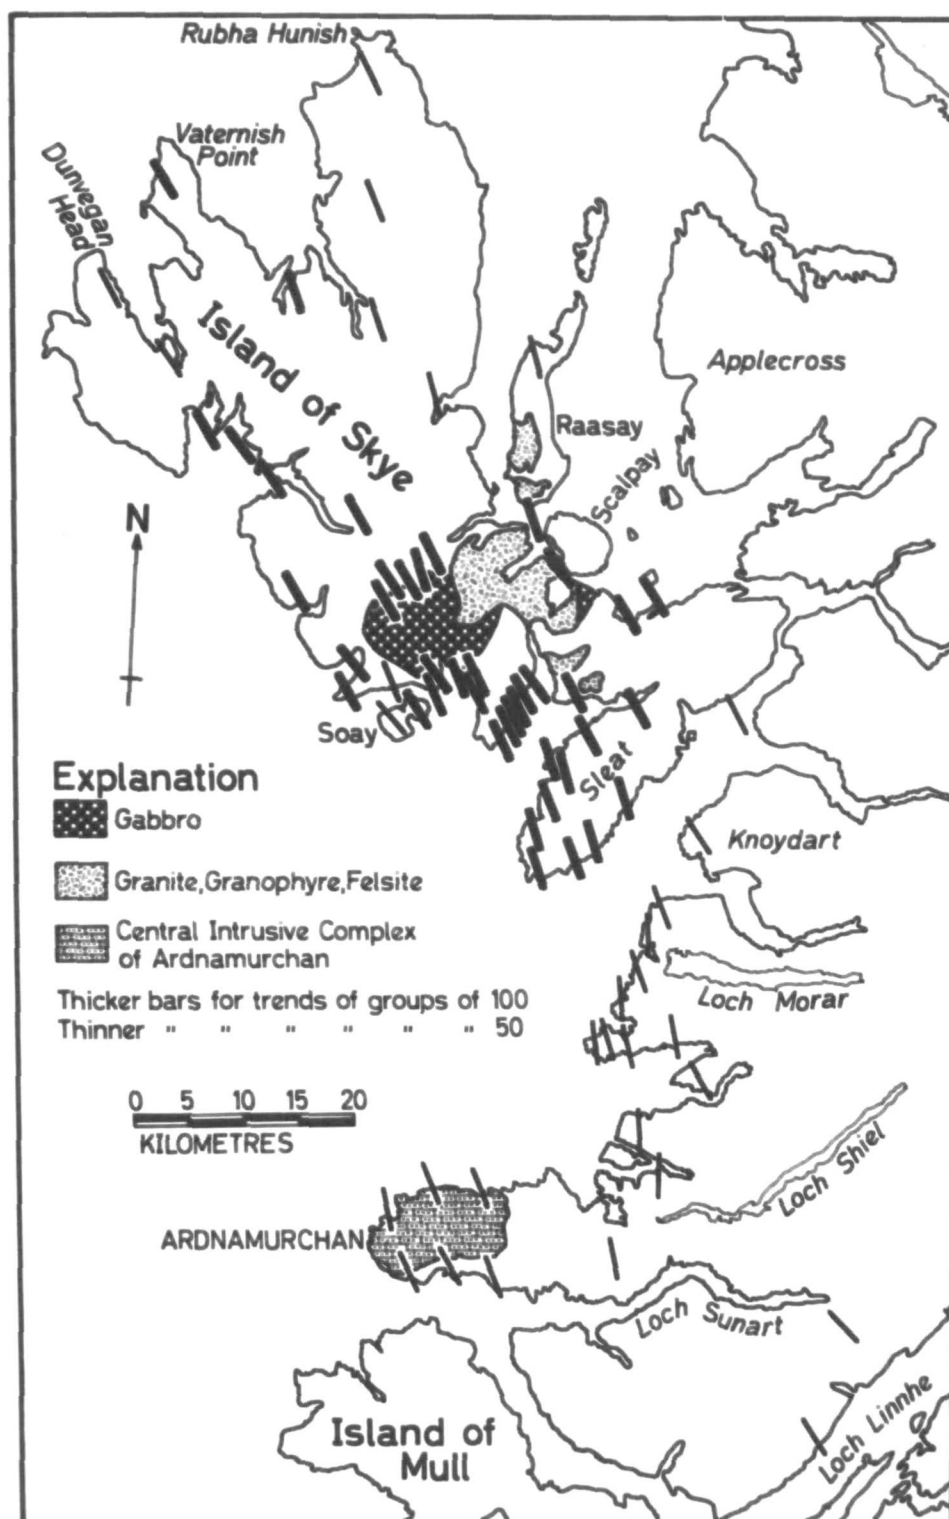 Rubha Hunish
Vaternish
Point
Dunvegan
Head
Island of Skye
Applecross
Raasay
Scalpay
N
Soay
Sleat
Explanation
Gabbro
Granite, Granophyre, Felsite
Central Intrusive Complex
of Ardnamurchan
Thicker bars for trends of groups of 100
Thinner " " " " " " 50
Knoydart
Loch Morar
0 5 10 15 20
KILOMETRES
Loch Shiel
ARDNAMURCHAN
Loch Sunart
Island of
Mull
Loch Linnhe